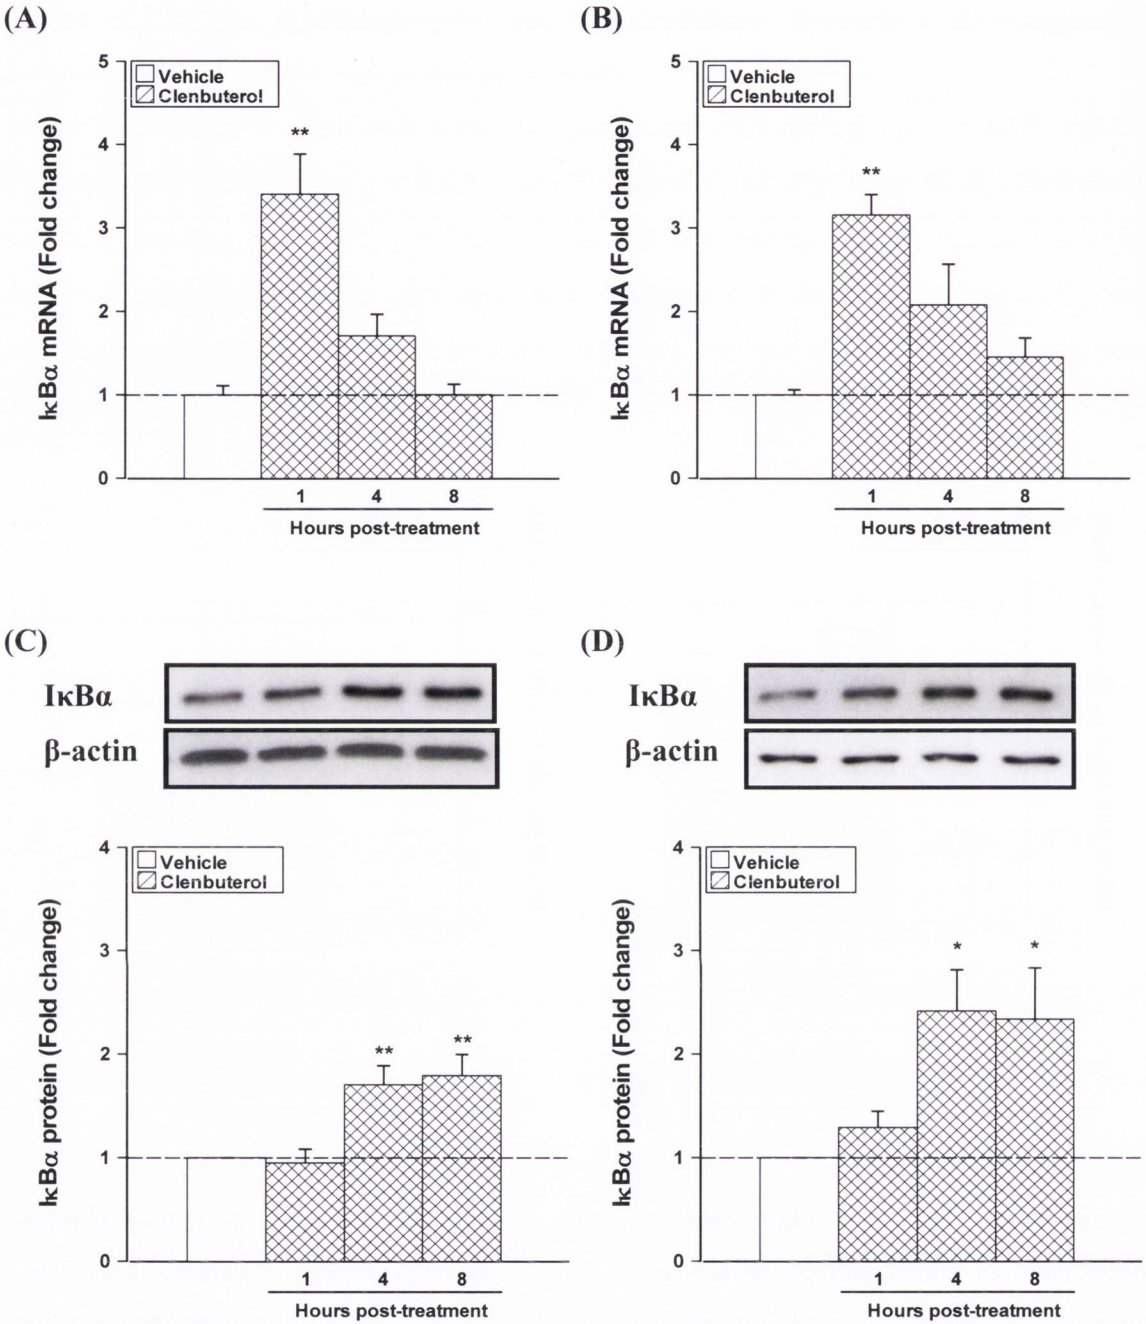 (A)
IκBα mRNA (Fold change)
5
4
3
2
1
0
Vehicle
Clenbuterol
**
1 4 8
Hours post-treatment
(B)
IκBα mRNA (Fold change)
5
4
3
2
1
0
Vehicle
Clenbuterol
**
1 4 8
Hours post-treatment
(C)
IκBα
β-actin
IκBα protein (Fold change)
4
3
2
1
0
Vehicle
Clenbuterol
** **
1 4 8
Hours post-treatment
(D)
IκBα
β-actin
IκBα protein (Fold change)
4
3
2
1
0
Vehicle
Clenbuterol
* *
1 4 8
Hours post-treatment